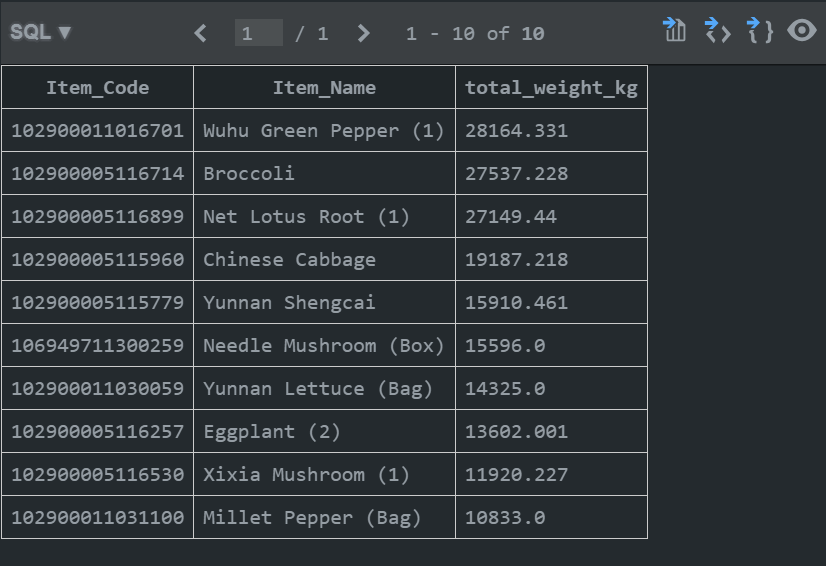 SQL ▼ 1 / 1 1 - 10 of 10
Item_Code Item_Name total_weight_kg
102900011016701 Wuhu Green Pepper (1) 28164.331
102900005116714 Broccoli 27537.228
102900005116899 Net Lotus Root (1) 27149.44
102900005115960 Chinese Cabbage 19187.218
102900005115779 Yunnan Shengcai 15910.461
106949711300259 Needle Mushroom (Box) 15596.0
102900011030059 Yunnan Lettuce (Bag) 14325.0
102900005116257 Eggplant (2) 13602.001
102900005116530 Xixia Mushroom (1) 11920.227
102900011031100 Millet Pepper (Bag) 10833.0